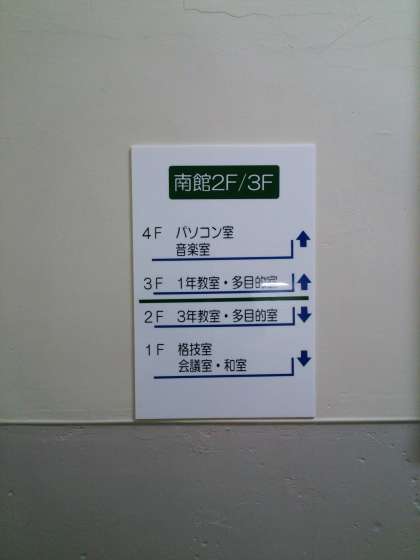 南館2F/3F
4F パソコン室
音楽室
3F 1年教室・多目的室
2F 3年教室・多目的室
1F 格技室
会議室・和室